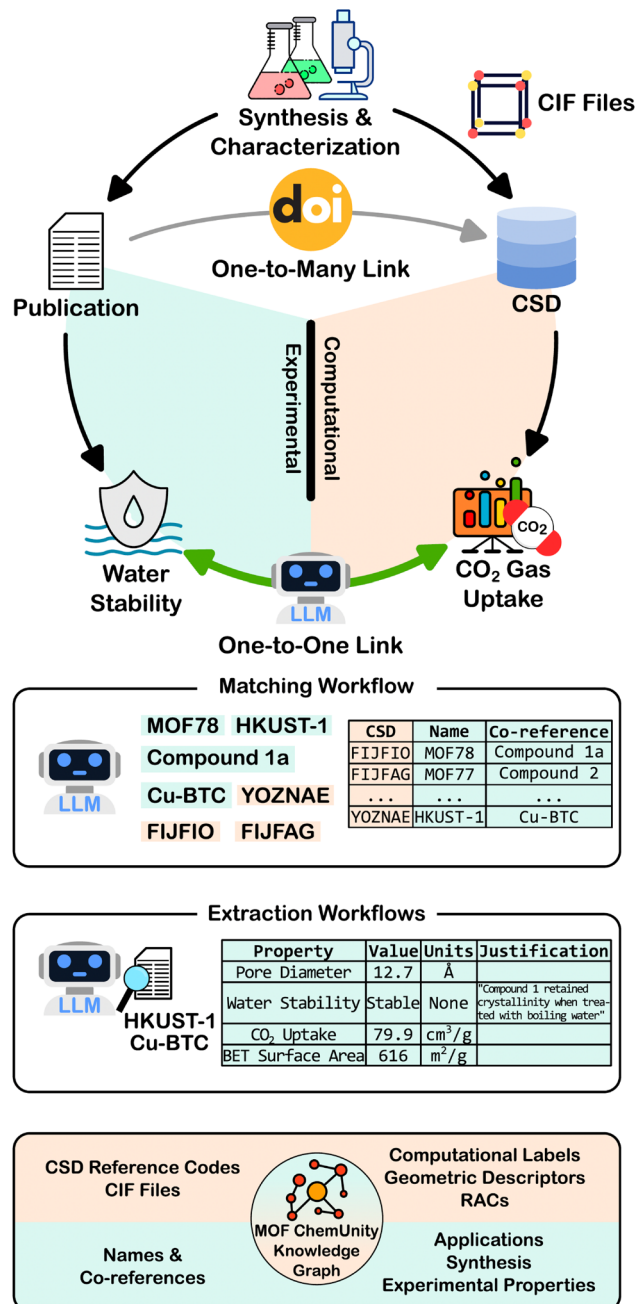 Synthesis &
Characterization
CIF Files
doi
One-to-Many Link
Publication
CSD
Experimental
Computational
Water
Stability
CO₂
CO₂ Gas
Uptake
LLM
One-to-One Link
Matching Workflow
MOF78 HKUST-1
Compound 1a
Cu-BTC YOZNAE
FIJFIO FIJFAG
LLM
CSD Name Co-reference
FIJFIO MOF78 Compound 1a
FIJFAG MOF77 Compound 2
... ... ...
YOZNAE HKUST-1 Cu-BTC
Extraction Workflows
LLM
HKUST-1
Cu-BTC
Property Value Units Justification
Pore Diameter 12.7 Å
Water Stability Stable None "Compound 1 retained
crystallinity when trea-
ted with boiling water"
CO₂ Uptake 79.9 cm³/g
BET Surface Area 616 m²/g
CSD Reference Codes
CIF Files
Computational Labels
Geometric Descriptors
RACs
MOF ChemUnity
Knowledge
Graph
Names &
Co-references
Applications
Synthesis
Experimental Properties